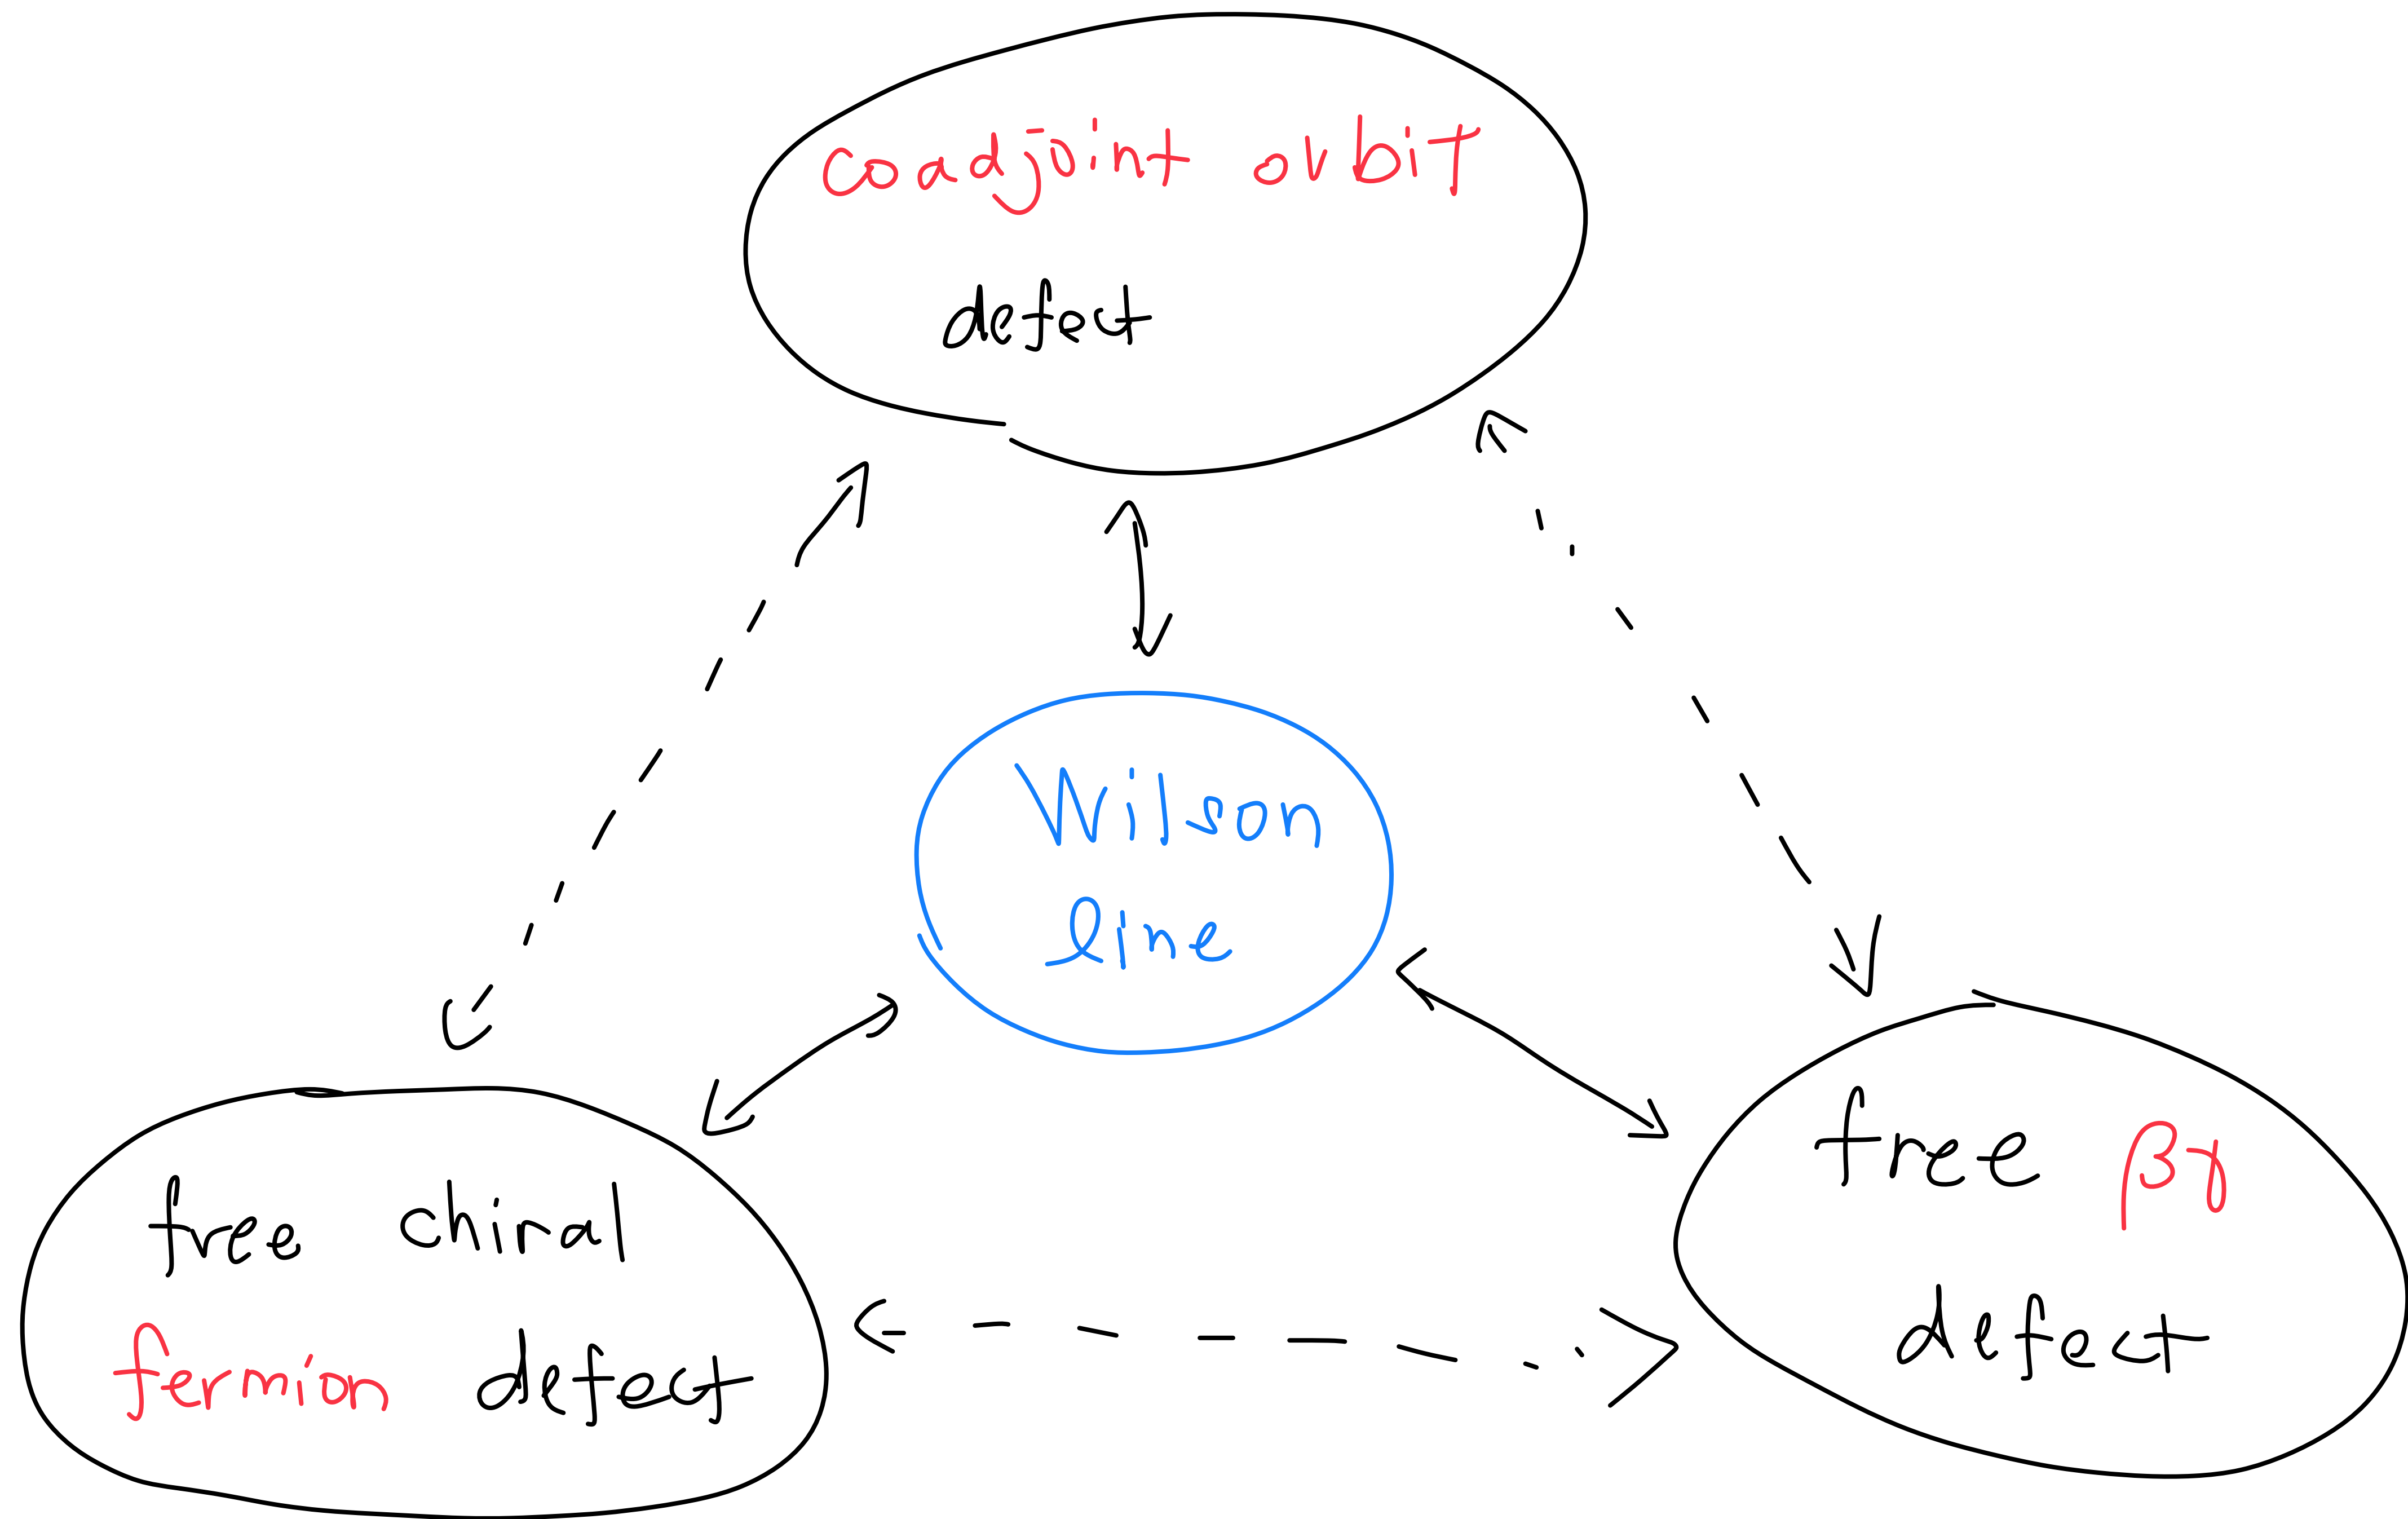 coadjoint orbit
defect
Wilson
line
free chiral
fermion defect
free βγ
defect